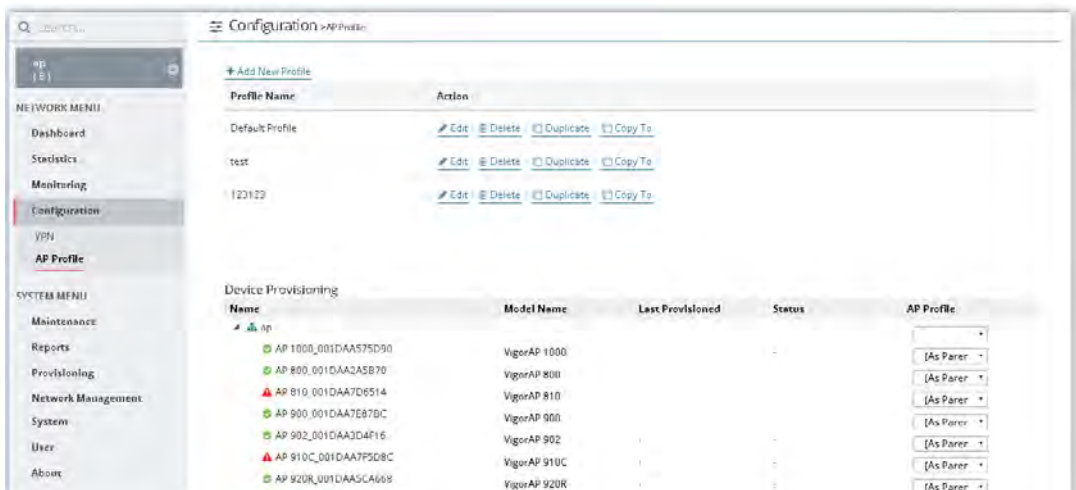 Search...
Configuration >AP Profile
ap
(8)
+ Add New Profile
Profile Name Action
NETWORK MENU
Default Profile Edit Delete Duplicate Copy To
Dashboard
Statistics
test Edit Delete Duplicate Copy To
Monitoring
123123 Edit Delete Duplicate Copy To
Configuration
VPN
AP Profile
SYSTEM MENU
Device Provisioning
Name Model Name Last Provisioned Status AP Profile
Maintenance
ap
Reports
AP 1000_001DAA575D90 VigorAP 1000 - [As Parer
Provisioning
AP 800_001DAA2A5B70 VigorAP 800 [As Parer
Network Management
AP 810_001DAA7D6514 VigorAP 810 [As Parer
System
AP 900_001DAA7E87BC VigorAP 900 [As Parer
User
AP 902_001DAA3D4F16 VigorAP 902 - - [As Parer
About
AP 910C_001DAA7F5D8C VigorAP 910C - - [As Parer
AP 920R_001DAA5CA668 VigorAP 920R - - [As Parer